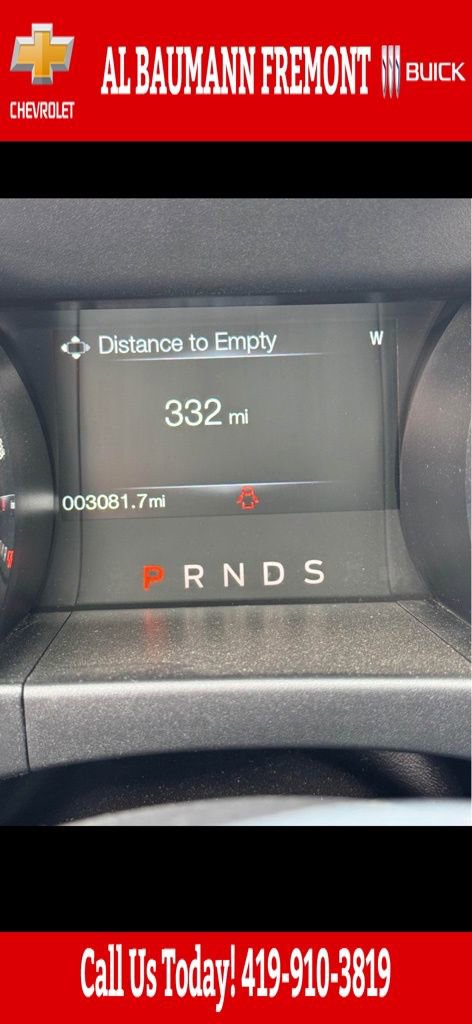 AL BAUMANN FREMONT
BUICK
CHEVROLET
Distance to Empty
W
332 mi
003081.7mi
P R N D S
Call Us Today! 419-910-3819